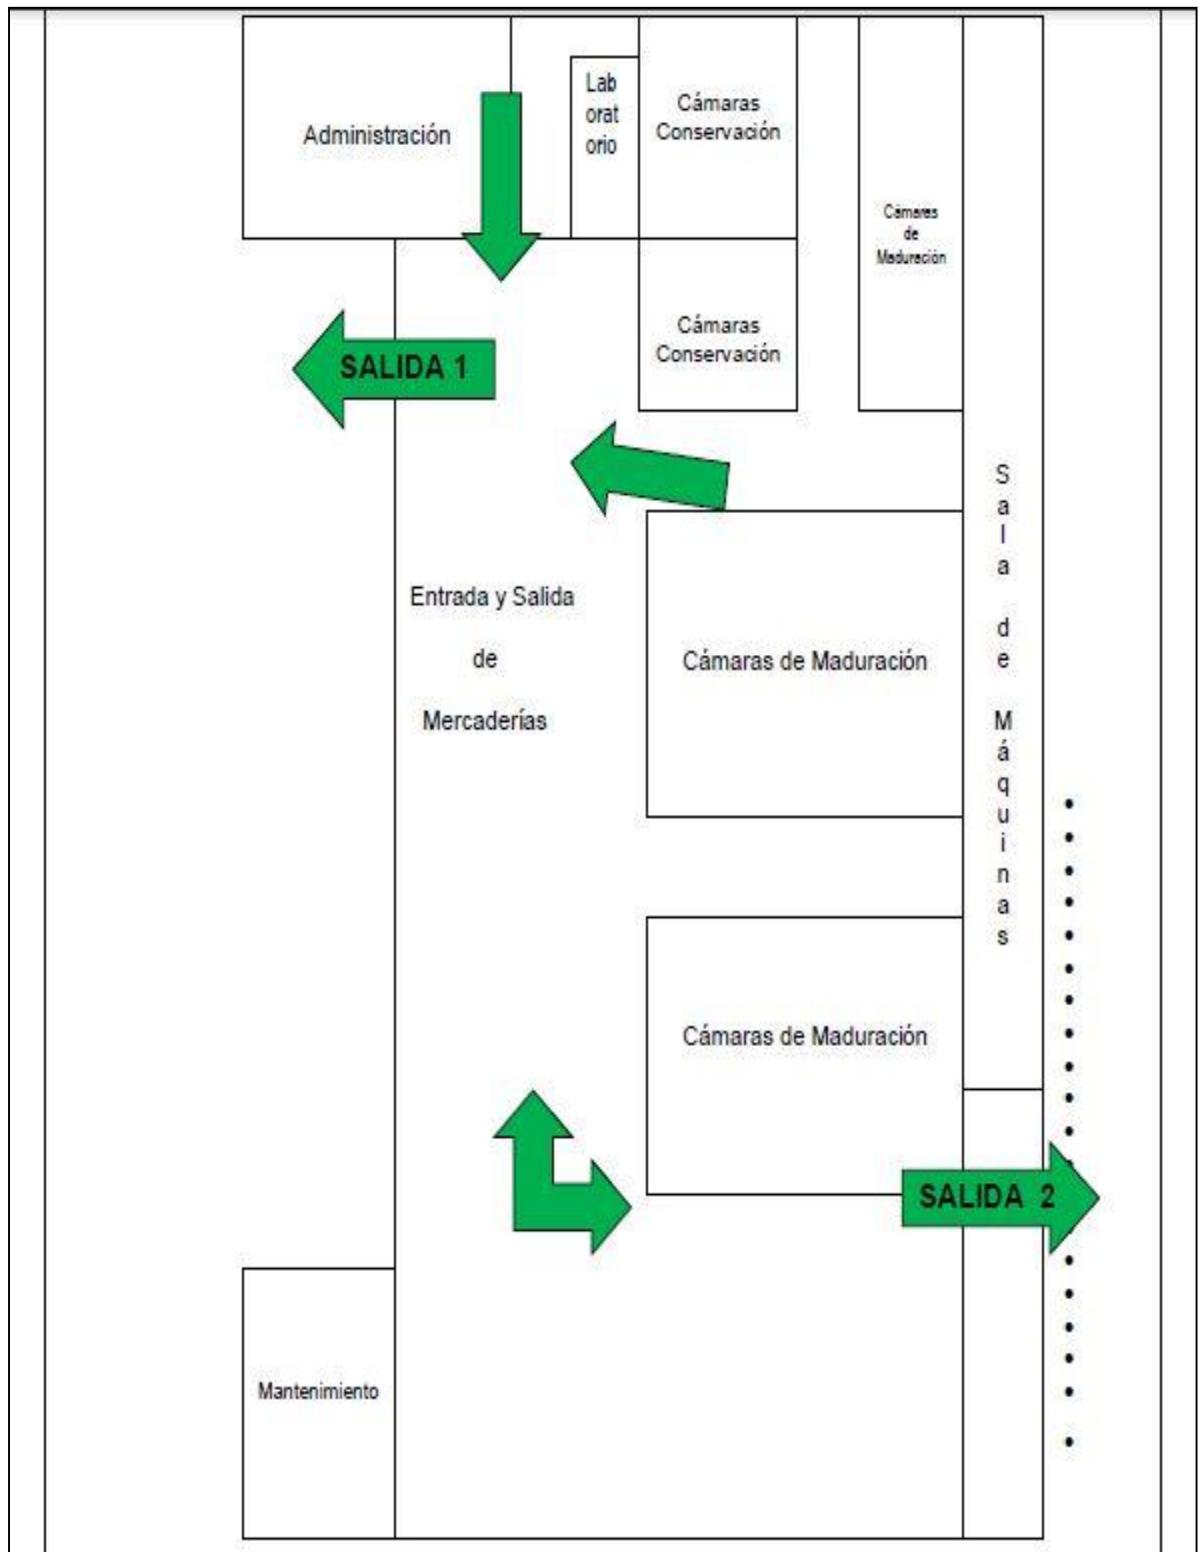 Administración
Lab
orat
orio
Cámaras
Conservación
Cámaras
de
Maduración
Cámaras
Conservación
SALIDA 1
Entrada y Salida
de
Mercaderías
Cámaras de Maduración
S
a
l
a
d
e
M
á
q
u
i
n
a
s
Cámaras de Maduración
SALIDA 2
Mantenimiento